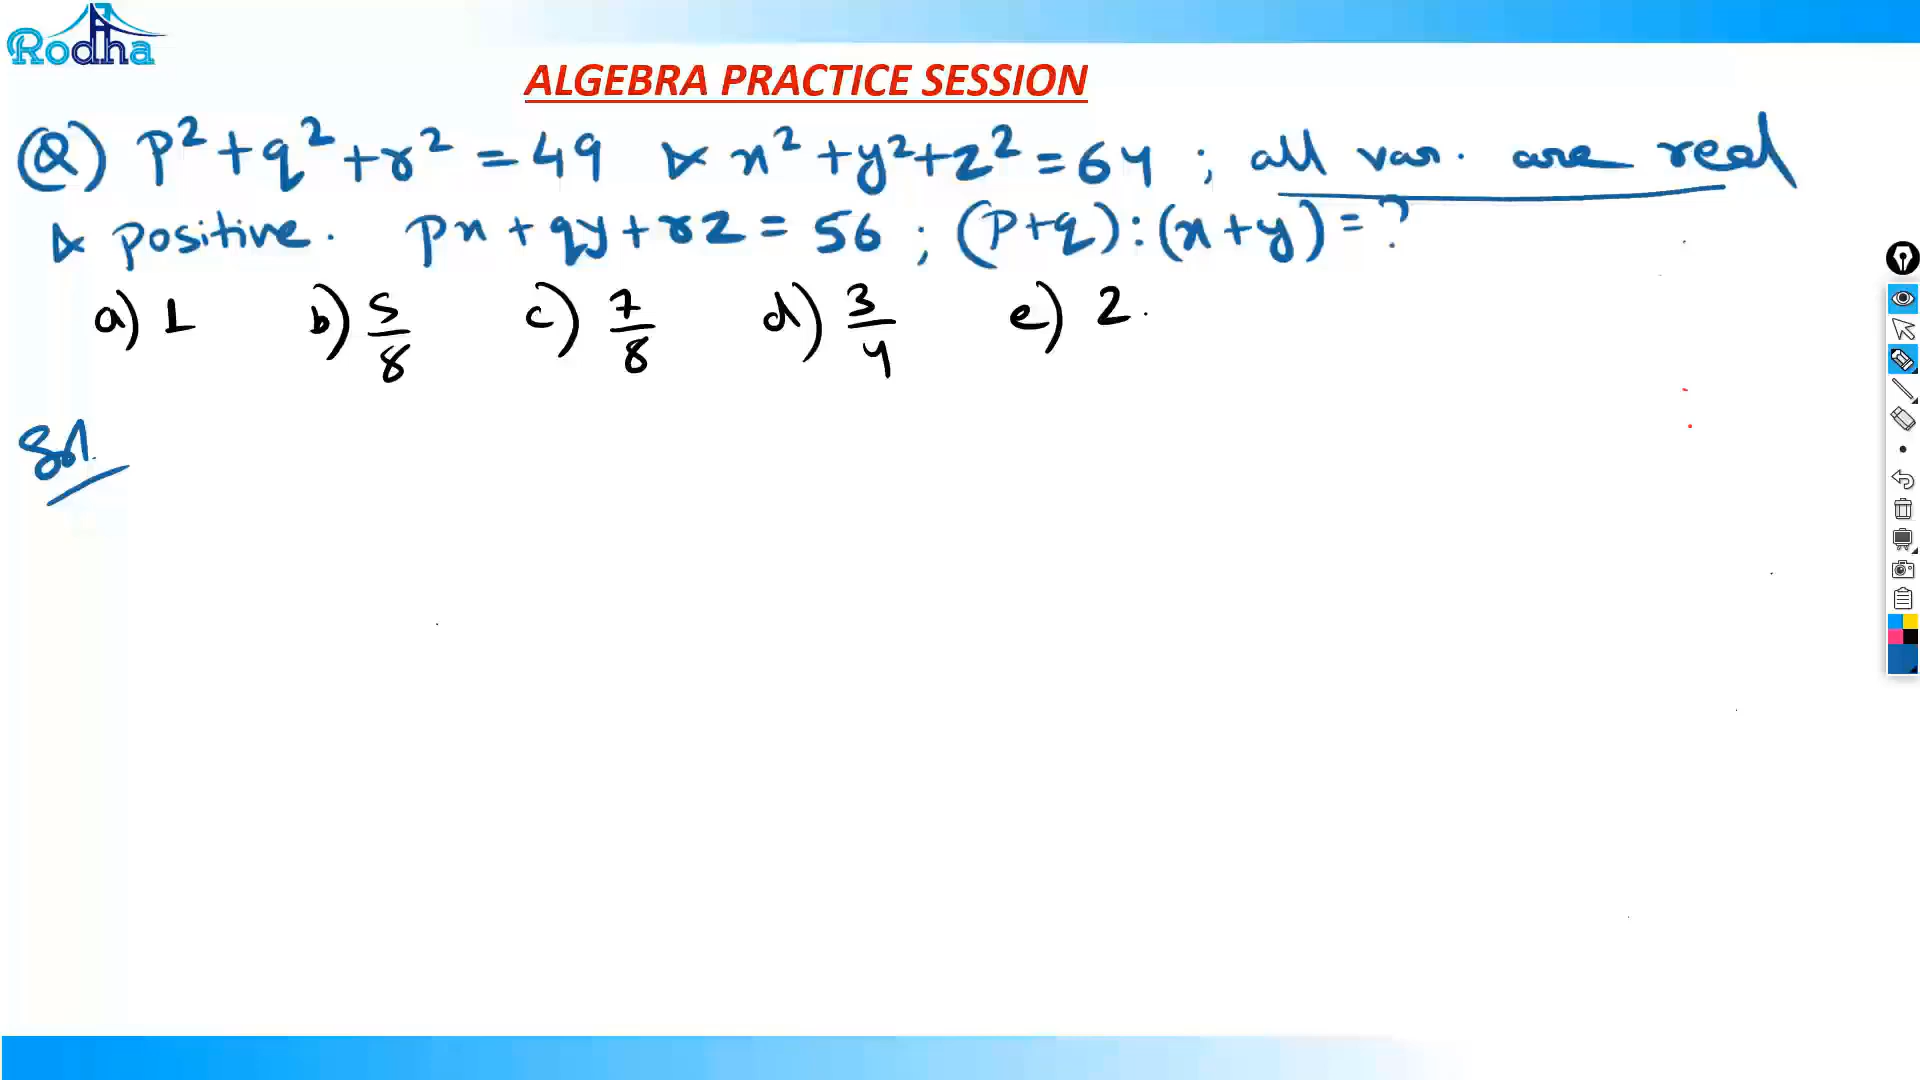 Rodha
ALGEBRA PRACTICE SESSION
(Q) p² + q² + r² = 49 & x² + y² + z² = 64 ; all var. are real
& positive. px + qy + rz = 56 ; (p+q) : (x+y) = ?
a) 1 b) 5/8 c) 7/8 d) 3/4 e) 2.
Sol.